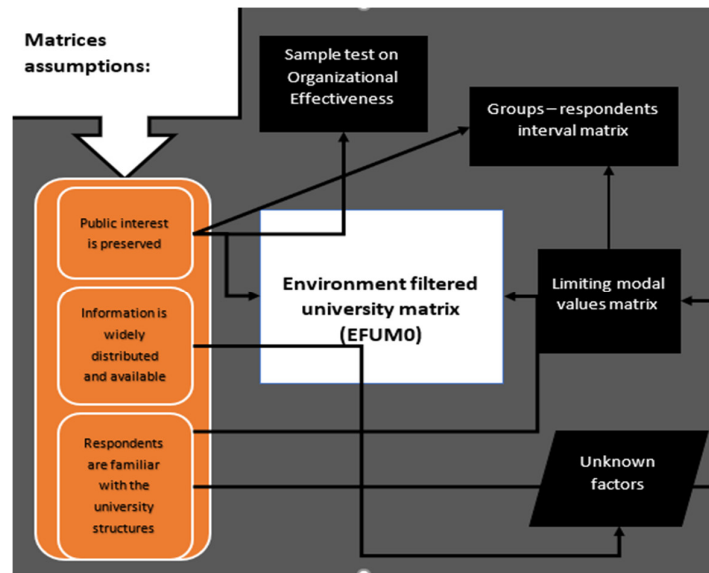 Matrices
assumptions:
Sample test on
Organizational
Effectiveness
Groups – respondents
interval matrix
Public interest
is preserved
Environment filtered
university matrix
(EFUM0)
Limiting modal
values matrix
Information is
widely
distributed
and available
Respondents
are familiar
with the
university
structures
Unknown
factors